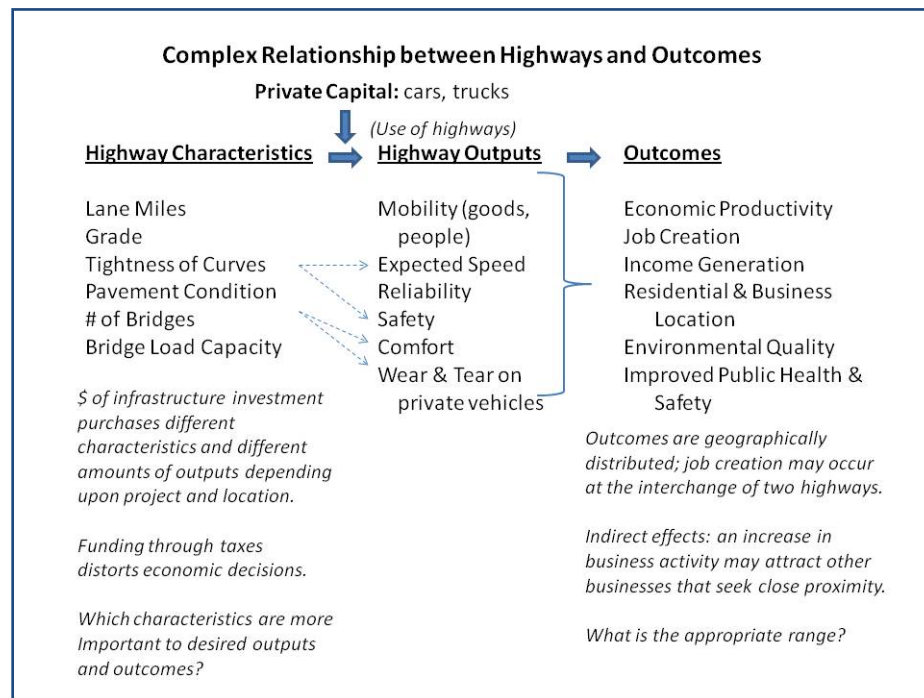 Complex Relationship between Highways and Outcomes
Private Capital: cars, trucks
(Use of highways)
Highway Characteristics
Lane Miles
Grade
Tightness of Curves
Pavement Condition
# of Bridges
Bridge Load Capacity
$ of infrastructure investment
purchases different
characteristics and different
amounts of outputs depending
upon project and location.
Funding through taxes
distorts economic decisions.
Which characteristics are more
Important to desired outputs
and outcomes?
Highway Outputs
Mobility (goods,
people)
Expected Speed
Reliability
Safety
Comfort
Wear & Tear on
private vehicles
Outcomes
Economic Productivity
Job Creation
Income Generation
Residential & Business
Location
Environmental Quality
Improved Public Health &
Safety
Outcomes are geographically
distributed; job creation may occur
at the interchange of two highways.
Indirect effects: an increase in
business activity may attract other
businesses that seek close proximity.
What is the appropriate range?